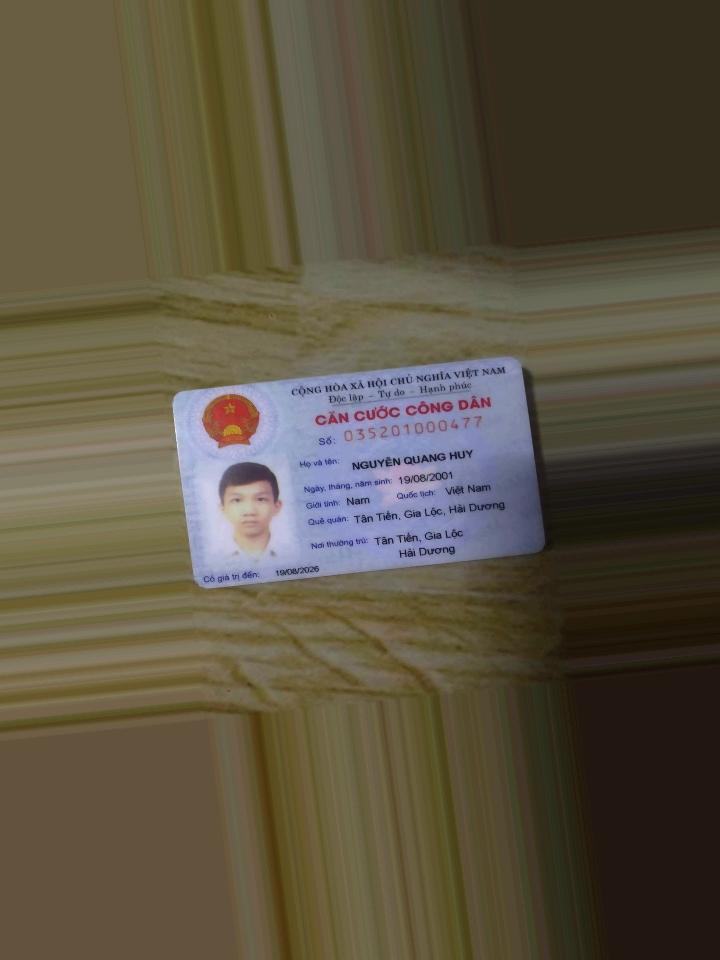 CỘNG HÒA XÃ HỘI CHỦ NGHĨA VIỆT NAM
Độc lập – Tự do – Hạnh phúc
CĂN CƯỚC CÔNG DÂN
Số: 035201000477
Họ và tên: NGUYỄN QUANG HUY
Ngày, tháng, năm sinh: 19/08/2001
Giới tính: Nam Quốc tịch: Việt Nam
Quê quán: Tân Tiến, Gia Lộc, Hải Dương
Nơi thường trú: Tân Tiến, Gia Lộc
Hải Dương
Có giá trị đến: 19/08/2026